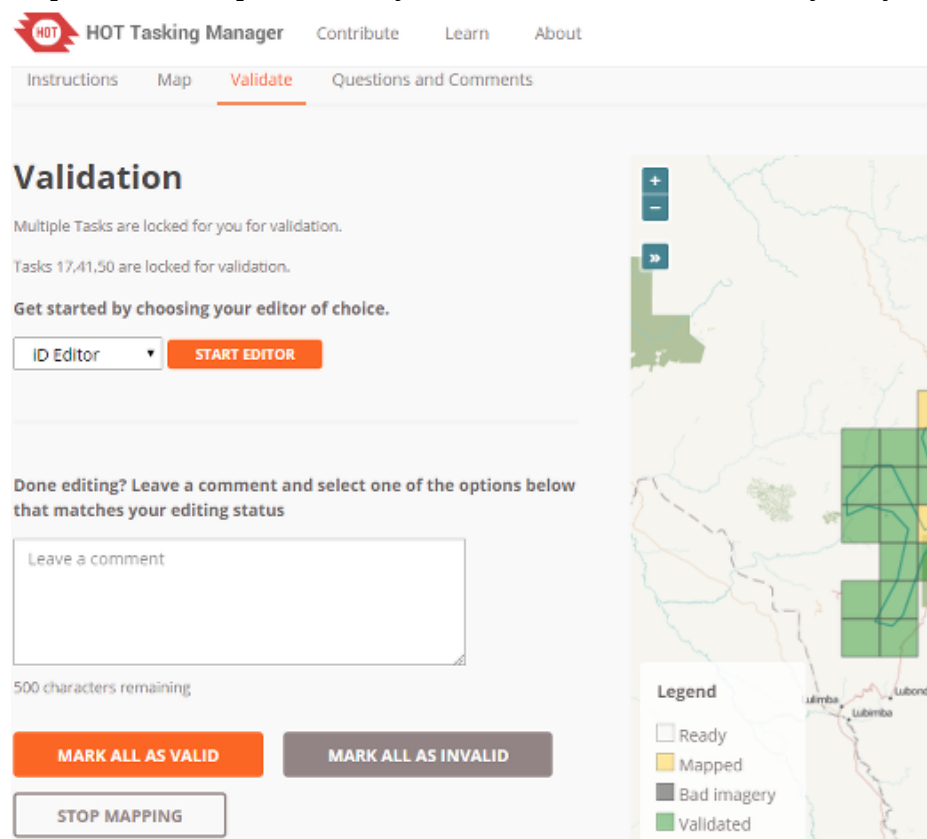 HOT HOT Tasking Manager Contribute Learn About
Instructions Map Validate Questions and Comments
Validation
Multiple Tasks are locked for you for validation.
Tasks 17,41,50 are locked for validation.
Get started by choosing your editor of choice.
iD Editor START EDITOR
Done editing? Leave a comment and select one of the options below
that matches your editing status
Leave a comment
500 characters remaining
MARK ALL AS VALID MARK ALL AS INVALID
STOP MAPPING
+
−
»
Lulimba
Lubond
Lubimba
Legend
Ready
Mapped
Bad imagery
Validated